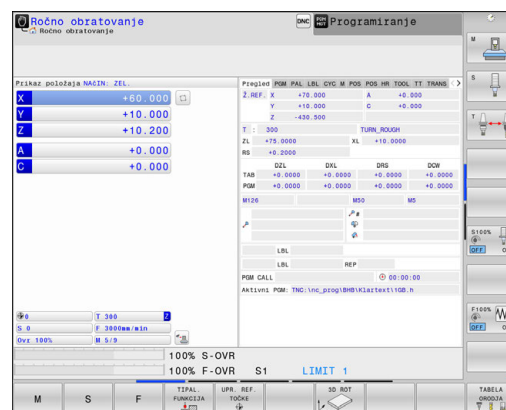 Ročno obratovanje
Ročno obratovanje
DNC
Programiranje
Prikaz položaja NAČIN: ŽEL.
X +60.000
Y +10.000
Z +10.200
A +0.000
C +0.000
T 300 Z
S 0 F 3000mm/min
Ovr 100% M 5/9
Pregled PGM PAL LBL CYC M POS POS HR TOOL TT TRANS
Ž.REF. X +70.000 A +0.000
Y +10.000 C +0.000
Z -430.500
T : 300 TURN_ROUGH
ZL +75.0000 XL +10.0000
RS +0.2000
DZL DXL DRS DCW
TAB +0.0000 +0.0000 +0.0000 +0.0000
PGM +0.0000 +0.0000 +0.0000 +0.0000
M126 M50 M5
P #
P
LBL
LBL REP
PGM CALL 00:00:00
Aktivni PGM: TNC:\nc_prog\BHB\Klartext\1GB.h
100% S-OVR
100% F-OVR S1 LIMIT 1
M
S
F
TIPAL.
FUNKCIJA
UPR. REF.
TOČKE
3D ROT
TABELA
ORODJA
M
S
T
S100%
OFF
F100%
OFF